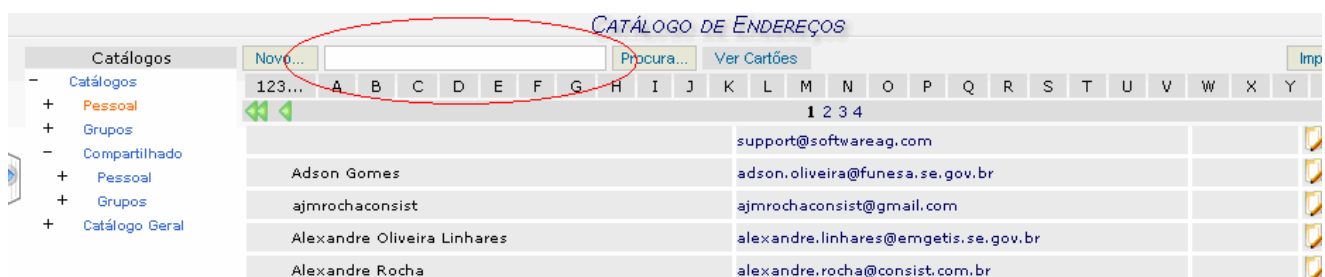 CATÁLOGO DE ENDEREÇOS
Catálogos Novo... Procura... Ver Cartões Imp
- Catálogos 123... A B C D E F G H I J K L M N O P Q R S T U V W X Y
+ Pessoal 1 2 3 4
+ Grupos
support@softwareag.com
- Compartilhado
+ Pessoal
Adson Gomes adson.oliveira@funesa.se.gov.br
+ Grupos
ajmrochaconsist ajmrochaconsist@gmail.com
+ Catálogo Geral
Alexandre Oliveira Linhares alexandre.linhares@emgetis.se.gov.br
Alexandre Rocha alexandre.rocha@consist.com.br